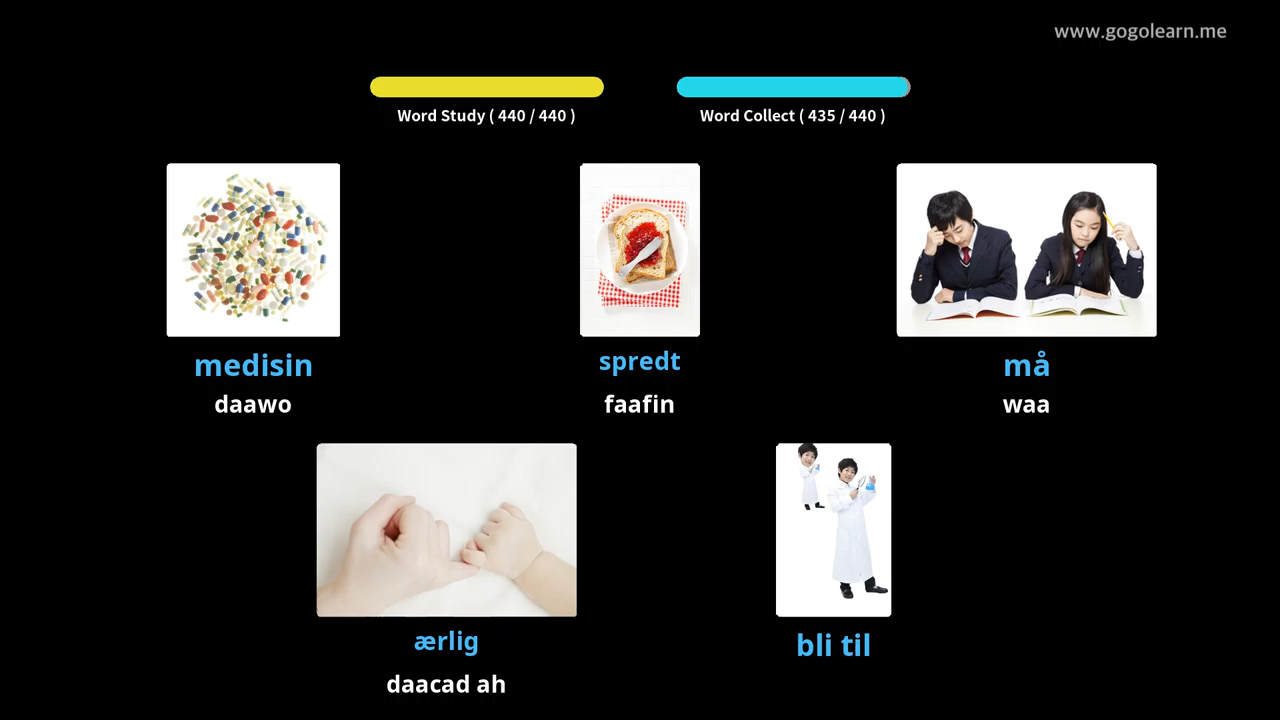 www.gogolearn.me
Word Study ( 440 / 440 )
Word Collect ( 435 / 440 )
medisin
daawo
spredt
faafin
må
waa
ærlig
daacad ah
bli til